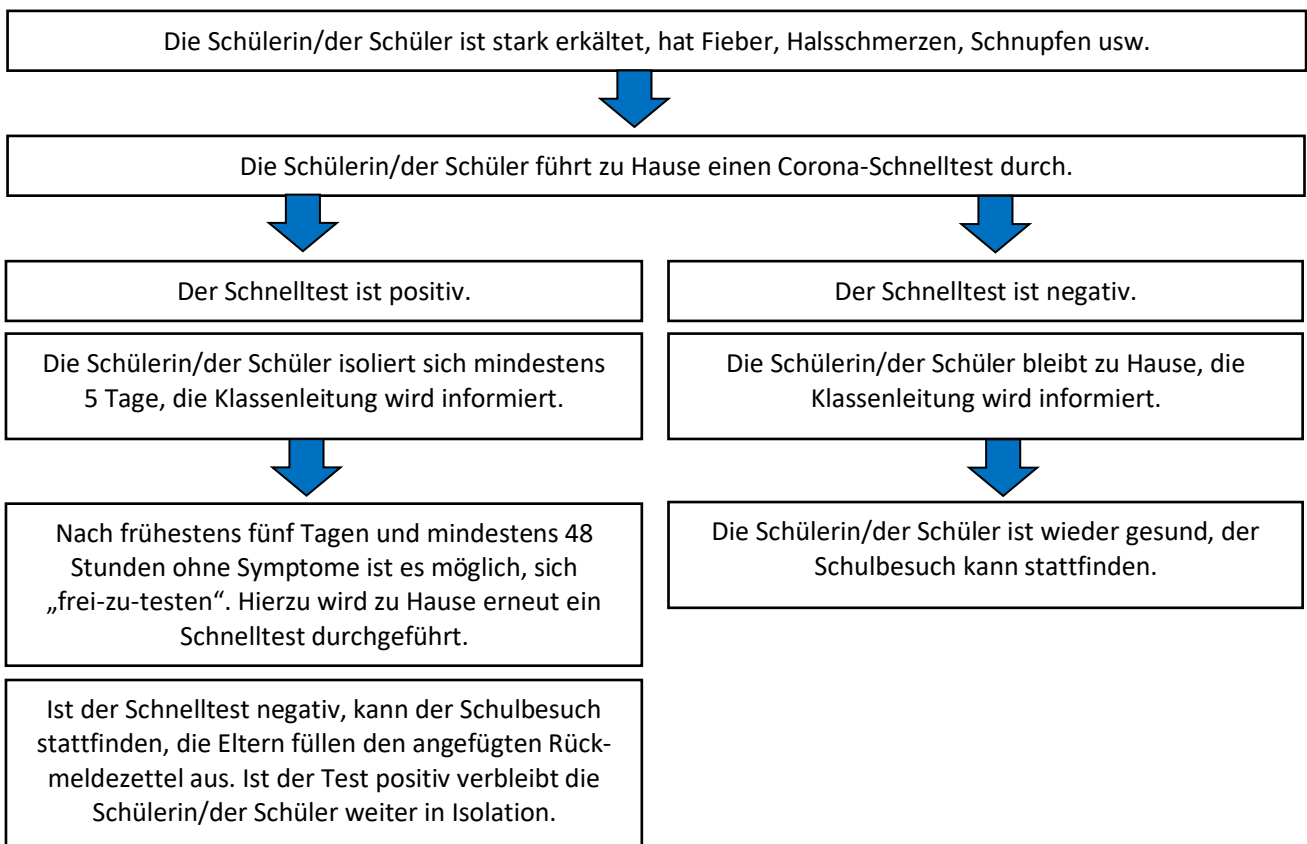 Die Schülerin/der Schüler ist stark erkältet, hat Fieber, Halsschmerzen, Schnupfen usw.
Die Schülerin/der Schüler führt zu Hause einen Corona-Schnelltest durch.
Der Schnelltest ist positiv.
Die Schülerin/der Schüler isoliert sich mindestens
5 Tage, die Klassenleitung wird informiert.
Nach frühestens fünf Tagen und mindestens 48
Stunden ohne Symptome ist es möglich, sich
„frei-zu-testen“. Hierzu wird zu Hause erneut ein
Schnelltest durchgeführt.
Ist der Schnelltest negativ, kann der Schulbesuch
stattfinden, die Eltern füllen den angefügten Rück-
meldezettel aus. Ist der Test positiv verbleibt die
Schülerin/der Schüler weiter in Isolation.
Der Schnelltest ist negativ.
Die Schülerin/der Schüler bleibt zu Hause, die
Klassenleitung wird informiert.
Die Schülerin/der Schüler ist wieder gesund, der
Schulbesuch kann stattfinden.